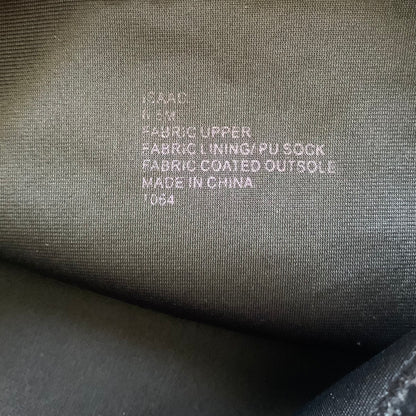 ISAAC
FABRIC UPPER
FABRIC LINING/ PU SOCK
FABRIC COATED OUTSOLE
MADE IN CHINA
1064